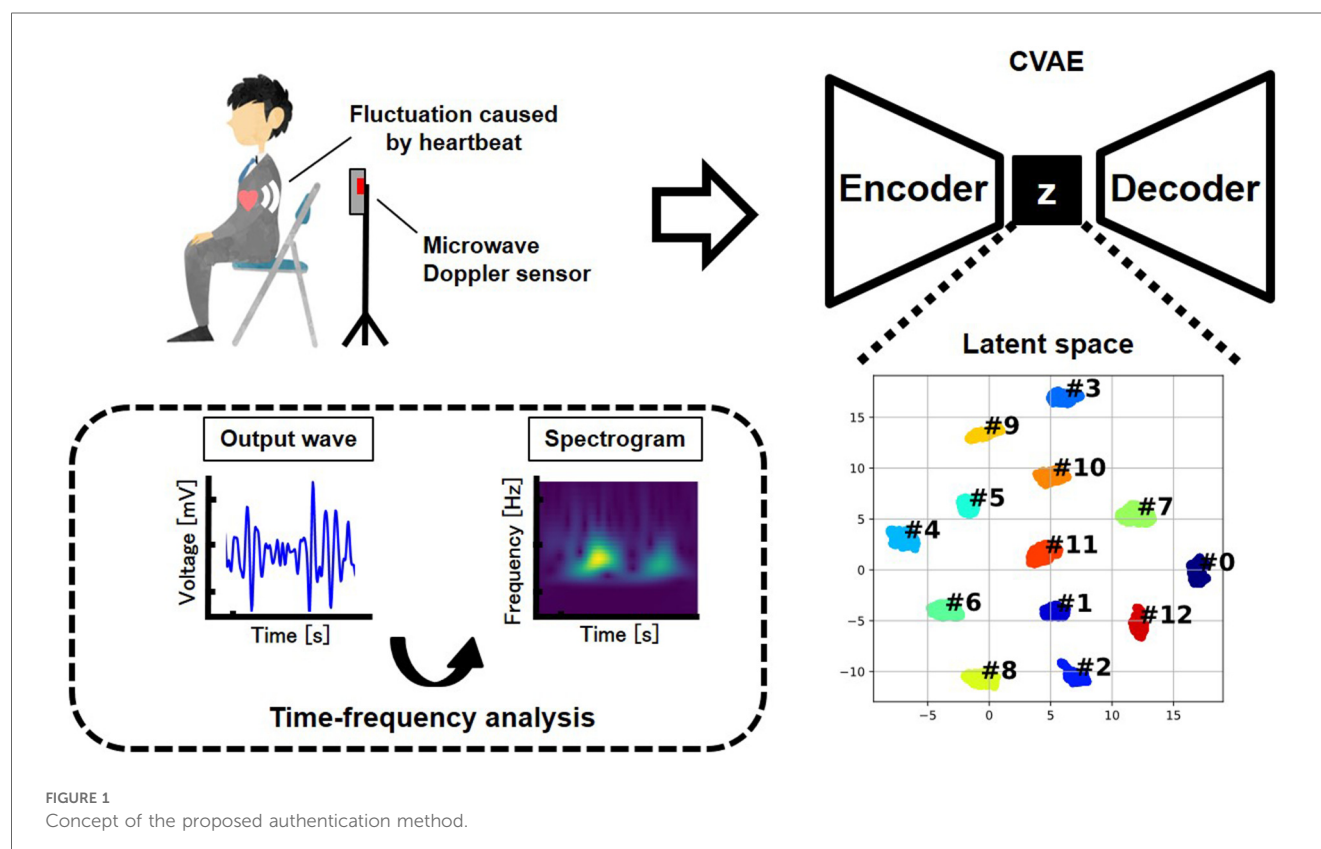 Fluctuation caused
by heartbeat
Microwave
Doppler sensor
CVAE
Encoder
z
Decoder
Output wave
Voltage [mV]
Time [s]
Spectrogram
Frequency [Hz]
Time [s]
Time-frequency analysis
Latent space
15
10
5
0
−5
−10
−5
0
5
10
15
#3
#9
#10
#5
#7
#4
#11
#0
#6
#1
#12
#8
#2
FIGURE 1
Concept of the proposed authentication method.